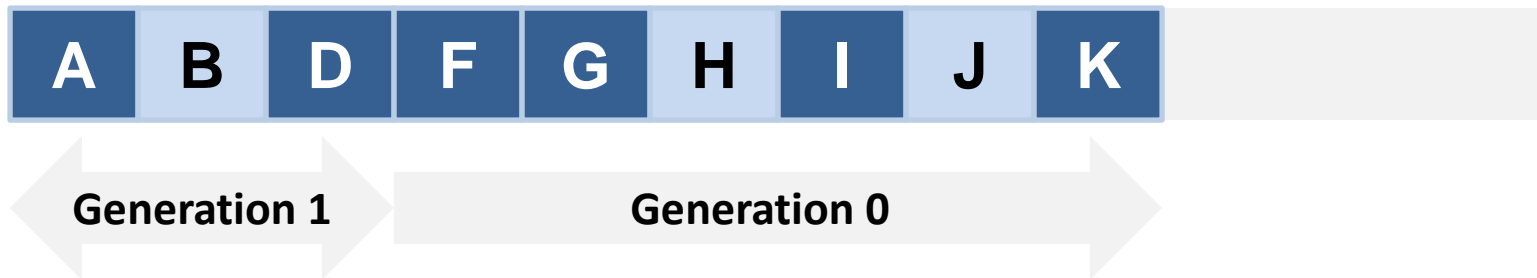 A B D F G H I J K
Generation 1 Generation 0